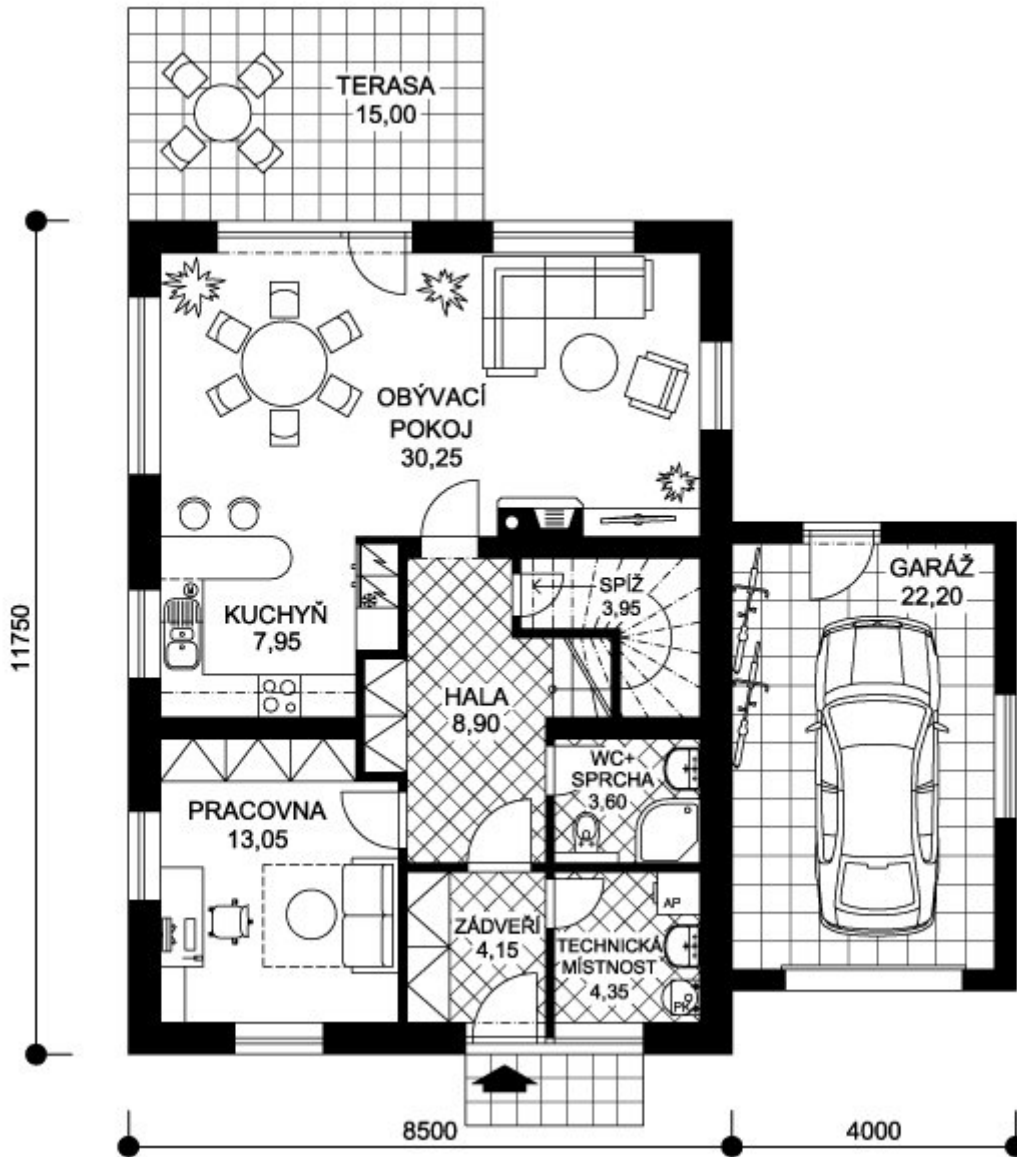 TERASA
15,00
OBÝVACÍ
POKOJ
30,25
KUCHYŇ
7,95
SPÍŽ
3,95
GARÁŽ
22,20
HALA
8,90
WC+
SPRCHA
3,60
PRACOVNA
13,05
AP
ZÁDVEŘÍ
4,15
TECHNICKÁ
MÍSTNOST
4,35
PK
11750
8500
4000